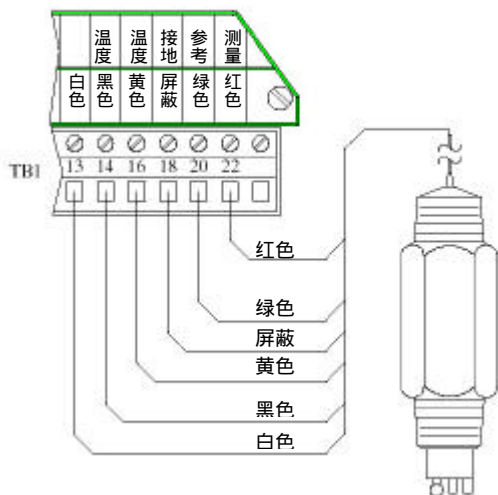 温度 温度 接地 参考 测量
白色 黑色 黄色 屏蔽 绿色 红色
TB1
13 14 16 18 20 22
红色
绿色
屏蔽
黄色
黑色
白色